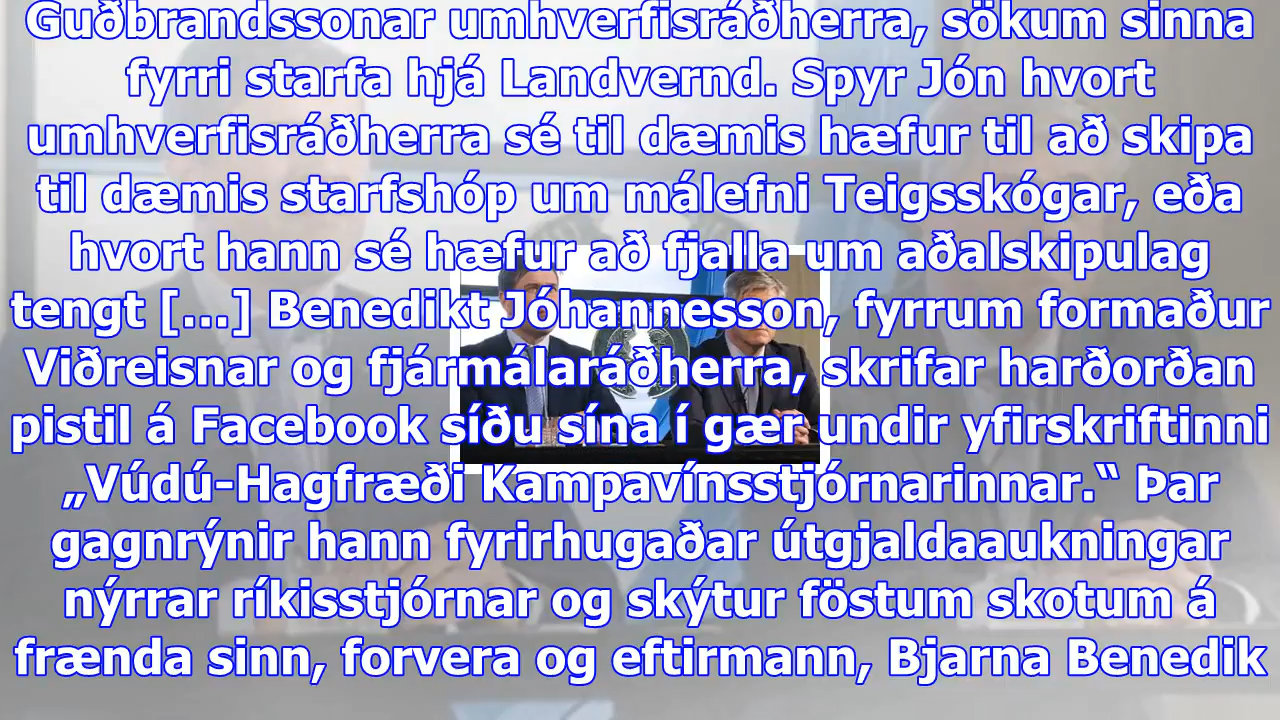 Guðbrandssonar umhverfisráðherra, sökum sinna
fyrri starfa hjá Landvernd. Spyr Jón hvort
umhverfisráðherra sé til dæmis hæfur til að skipa
til dæmis starfshóp um málefni Teigsskógar, eða
hvort hann sé hæfur að fjalla um aðalskipulag
tengt [...] Benedikt Jóhannesson, fyrrum formaður
Viðreisnar og fjármálaráðherra, skrifar harðorðan
pistil á Facebook síðu sína í gær undir yfirskriftinni
„Vúdú-Hagfræði Kampavínsstjórnarinnar.“ Þar
gagnrýnir hann fyrirhugaðar útgjaldaaukningar
nýrrar ríkisstjórnar og skýtur föstum skotum á
frænda sinn, forvera og eftirmann, Bjarna Benedik